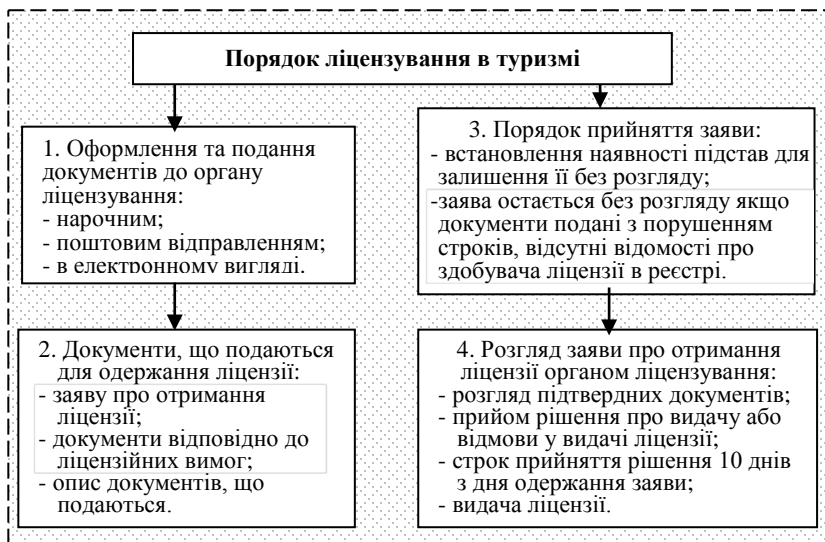 Порядок ліцензування в туризмі
1. Оформлення та подання
документів до органу
ліцензування:
- нарочним;
- поштовим відправленням;
- в електронному вигляді.
2. Документи, що подаються
для одержання ліцензії:
- заяву про отримання
ліцензії;
- документи відповідно до
ліцензійних вимог;
- опис документів, що
подаються.
3. Порядок прийняття заяви:
- встановлення наявності підстав для
залишення її без розгляду;
-заява остається без розгляду якщо
документи подані з порушенням
строків, відсутні відомості про
здобувача ліцензії в реєстрі.
4. Розгляд заяви про отримання
ліцензії органом ліцензування:
- розгляд підтвердних документів;
- прийом рішення про видачу або
відмови у видачі ліцензії;
- строк прийняття рішення 10 днів
з дня одержання заяви;
- видача ліцензії.